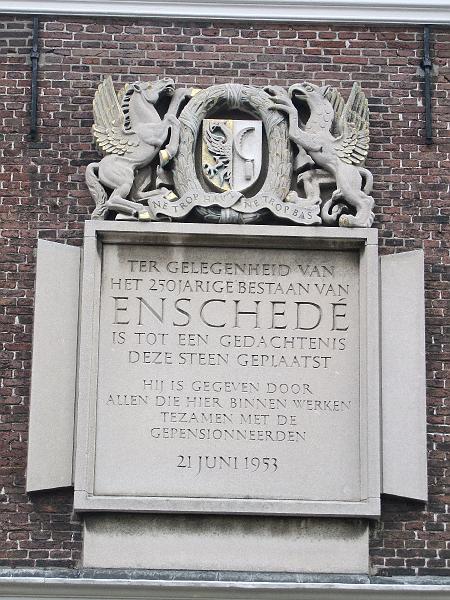 NE TROP HAUT NE TROP BAS
TER GELEGENHEID VAN
HET 250JARIGE BESTAAN VAN
ENSCHEDÉ
IS TOT EEN GEDACHTENIS
DEZE STEEN GEPLAATST
HIJ IS GEGEVEN DOOR
ALLEN DIE HIER BINNEN WERKEN
TEZAMEN MET DE
GEPENSIONNEERDEN
21 JUNI 1953